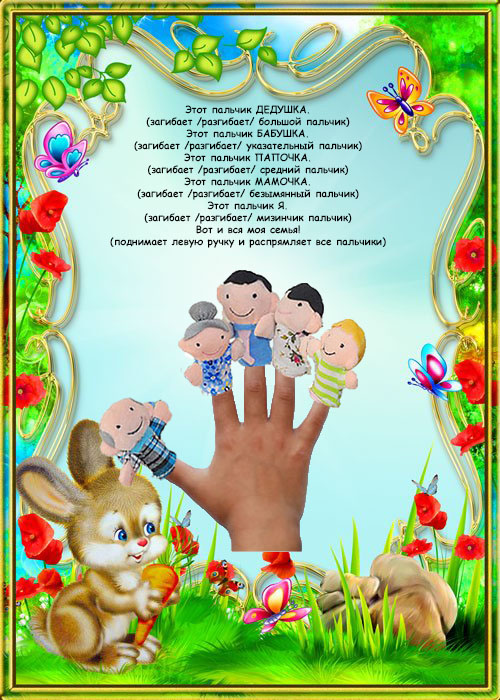 Этот пальчик ДЕДУШКА.
(загибает /разгибает/ большой пальчик)
Этот пальчик БАБУШКА.
(загибает /разгибает/ указательный пальчик)
Этот пальчик ПАПОЧКА.
(загибает /разгибает/ средний пальчик)
Этот пальчик МАМОЧКА.
(загибает /разгибает/ безымянный пальчик)
Этот пальчик Я.
(загибает /разгибает/ мизинчик пальчик)
Вот и вся моя семья!
(поднимает левую ручку и распрямляет все пальчики)